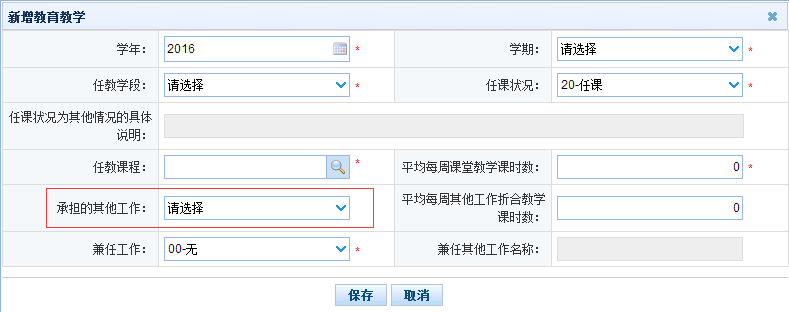 新增教育教学
学年： 2016 * 学期： 请选择 *
任教学段： 请选择 * 任课状况： 20-任课 *
任课状况为其他情况的具体
说明：
任教课程： * 平均每周课堂教学课时数： 0 *
承担的其他工作： 请选择 平均每周其他工作折合教学
课时数： 0
兼任工作： 00-无 * 兼任其他工作名称：
保存 取消